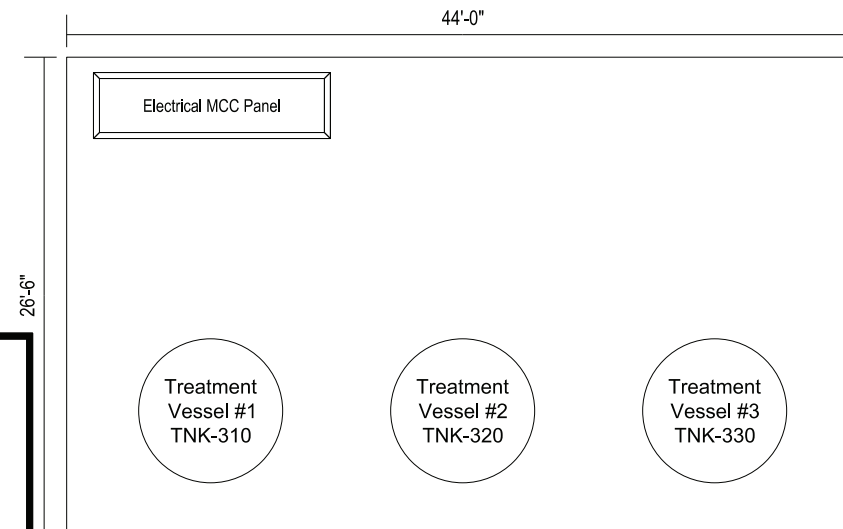 44'-0"
Electrical MCC Panel
26'-6"
Treatment
Vessel #1
TNK-310
Treatment
Vessel #2
TNK-320
Treatment
Vessel #3
TNK-330